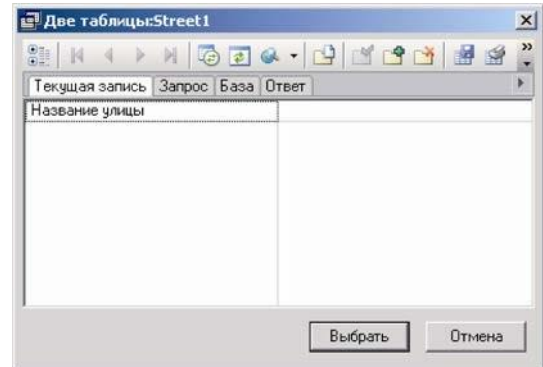 Две таблицы:Street1
Текущая запись Запрос База Ответ
Название улицы
Выбрать Отмена